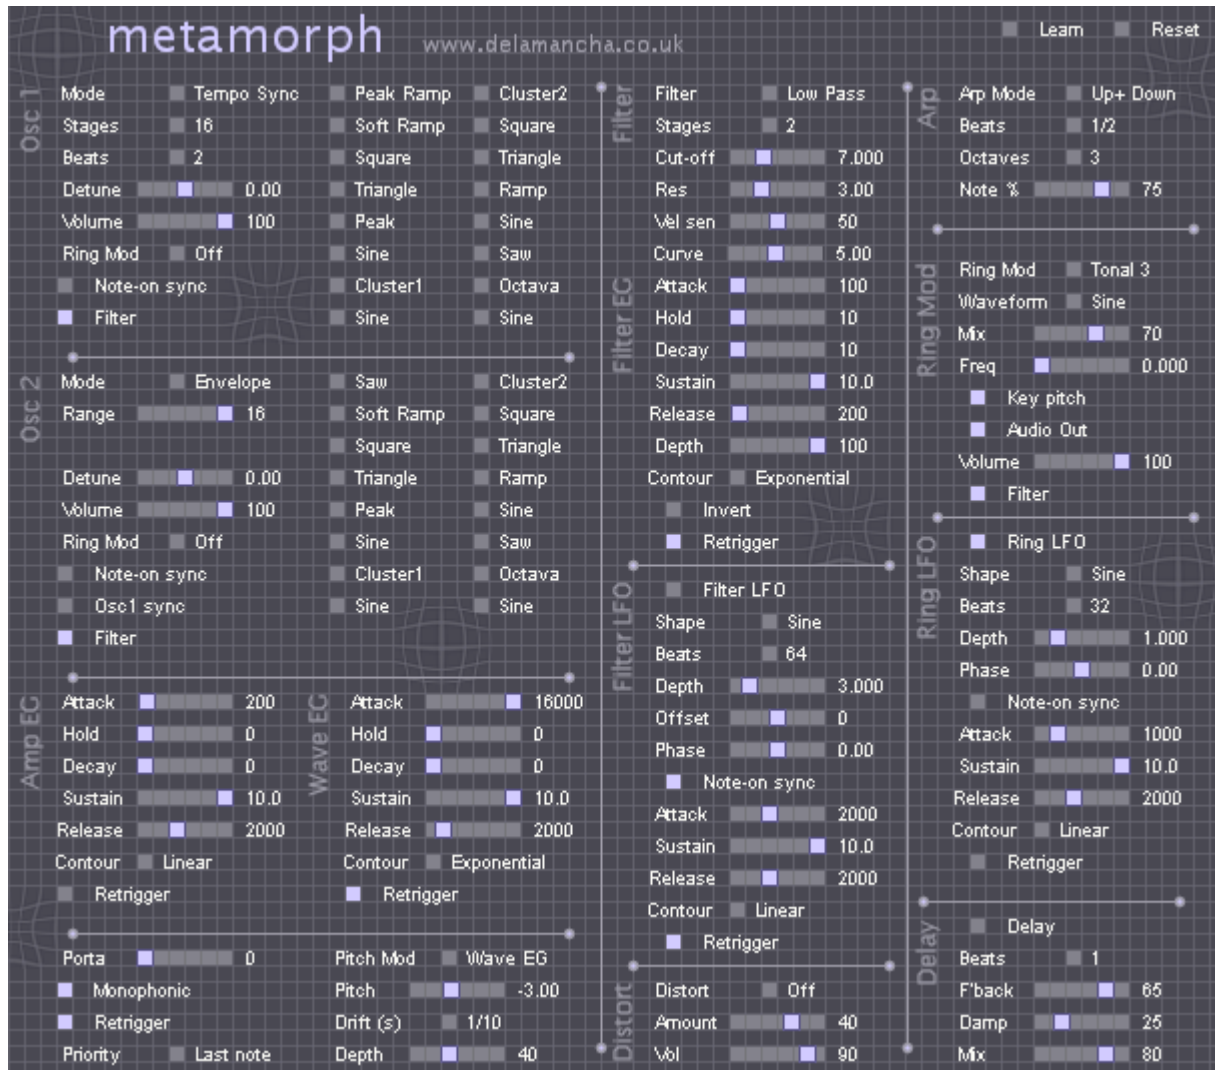 metamorph www.delamancha.co.uk Learn Reset
Osc 1
Mode Tempo Sync Peak Ramp Cluster2
Stages 16 Soft Ramp Square
Beats 2 Square Triangle
Detune 0.00 Triangle Ramp
Volume 100 Peak Sine
Ring Mod Off Sine Saw
Note-on sync Cluster1 Octava
Filter Sine Sine
Osc 2
Mode Envelope Saw Cluster2
Range 16 Soft Ramp Square
Square Triangle
Detune 0.00 Triangle Ramp
Volume 100 Peak Sine
Ring Mod Off Sine Saw
Note-on sync Cluster1 Octava
Osc1 sync Sine Sine
Filter
Amp EG
Attack 200
Hold 0
Decay 0
Sustain 10.0
Release 2000
Contour Linear
Retrigger
Wave EG
Attack 16000
Hold 0
Decay 0
Sustain 10.0
Release 2000
Contour Exponential
Retrigger
Porta 0
Monophonic
Retrigger
Priority Last note
Pitch Mod Wave EG
Pitch -3.00
Drift (s) 1/10
Depth 40
Filter
Filter Low Pass
Stages 2
Cut-off 7.000
Res 3.00
Vel sen 50
Curve 5.00
Filter EG
Attack 100
Hold 10
Decay 10
Sustain 10.0
Release 200
Depth 100
Contour Exponential
Invert
Retrigger
Filter LFO
Filter LFO
Shape Sine
Beats 64
Depth 3.000
Offset 0
Phase 0.00
Note-on sync
Attack 2000
Sustain 10.0
Release 2000
Contour Linear
Retrigger
Distort
Distort Off
Amount 40
Vol 90
Arp
Arp Mode Up+ Down
Beats 1/2
Octaves 3
Note % 75
Ring Mod
Ring Mod Tonal 3
Waveform Sine
Mix 70
Freq 0.000
Key pitch
Audio Out
Volume 100
Filter
Ring LFO
Ring LFO
Shape Sine
Beats 32
Depth 1.000
Phase 0.00
Note-on sync
Attack 1000
Sustain 10.0
Release 2000
Contour Linear
Retrigger
Delay
Delay
Beats 1
F'back 65
Damp 25
Mix 80